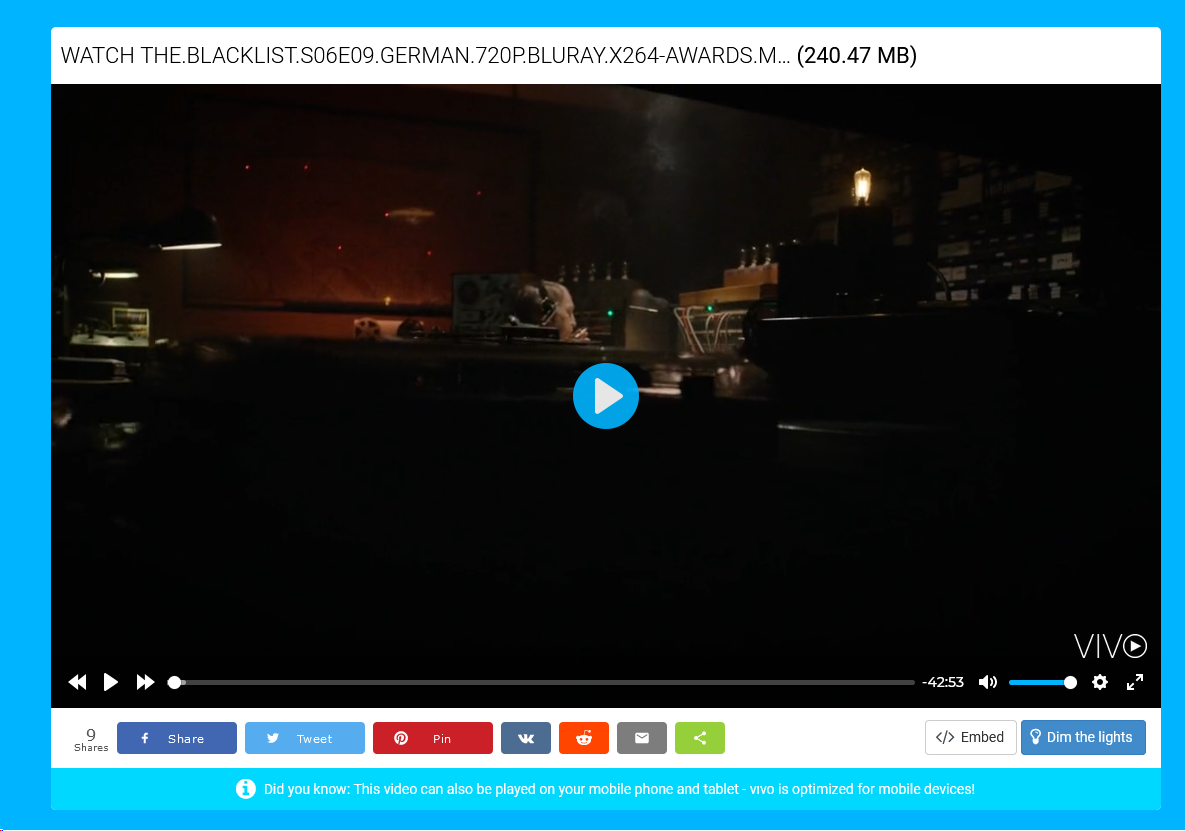 WATCH THE.BLACKLIST.S06E09.GERMAN.720P.BLURAY.X264-AWARDS.M... (240.47 MB)
VIVO
-42:53
9
Shares
Share
Tweet
Pin
Embed
Dim the lights
Did you know: This video can also be played on your mobile phone and tablet - vivo is optimized for mobile devices!